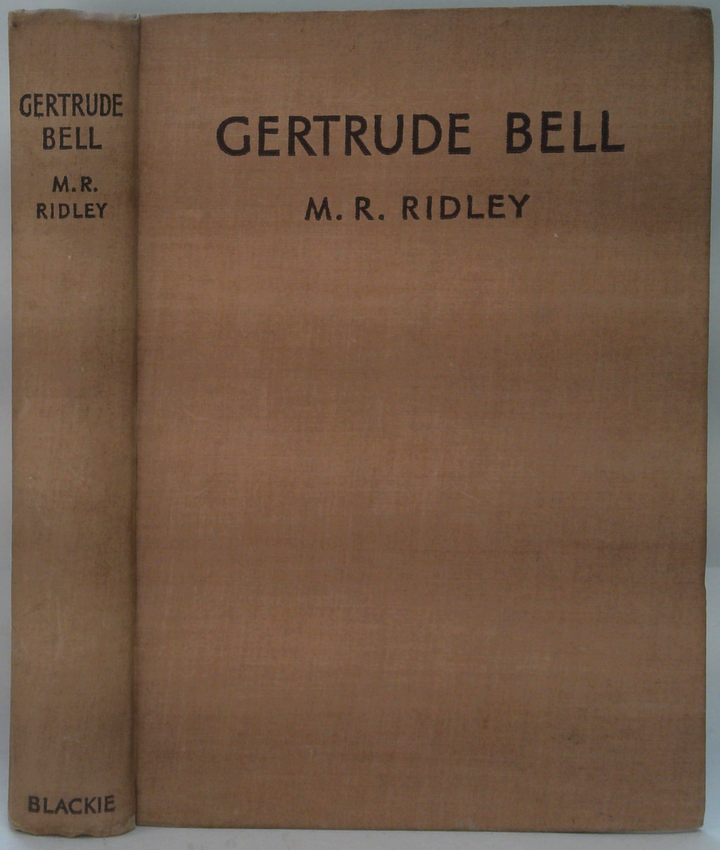 GERTRUDE
BELL
M. R.
RIDLEY
BLACKIE
GERTRUDE BELL
M. R. RIDLEY